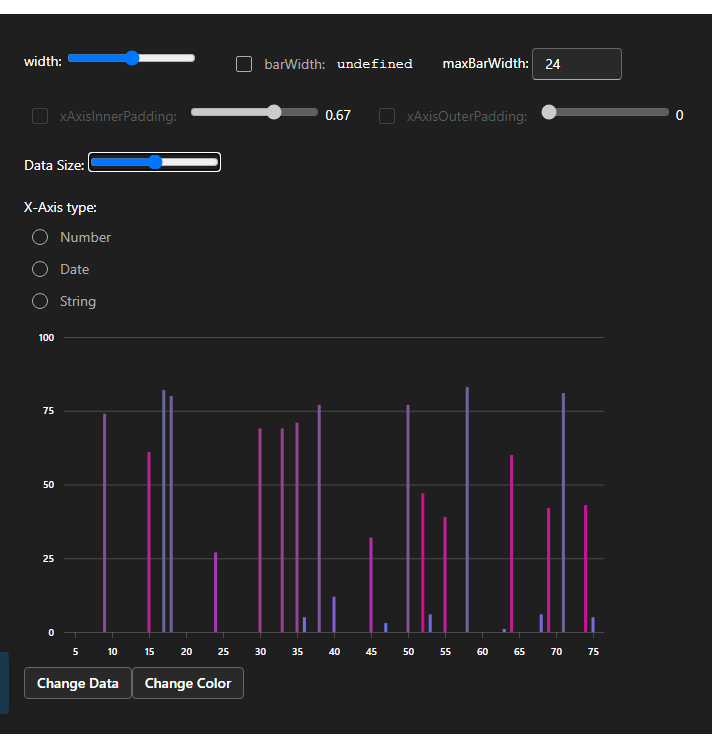 width: barWidth: undefined maxBarWidth: 24
xAxisInnerPadding: 0.67 xAxisOuterPadding: 0
Data Size:
X-Axis type:
Number
Date
String
100
75
50
25
0
5 10 15 20 25 30 35 40 45 50 55 60 65 70 75
Change Data Change Color